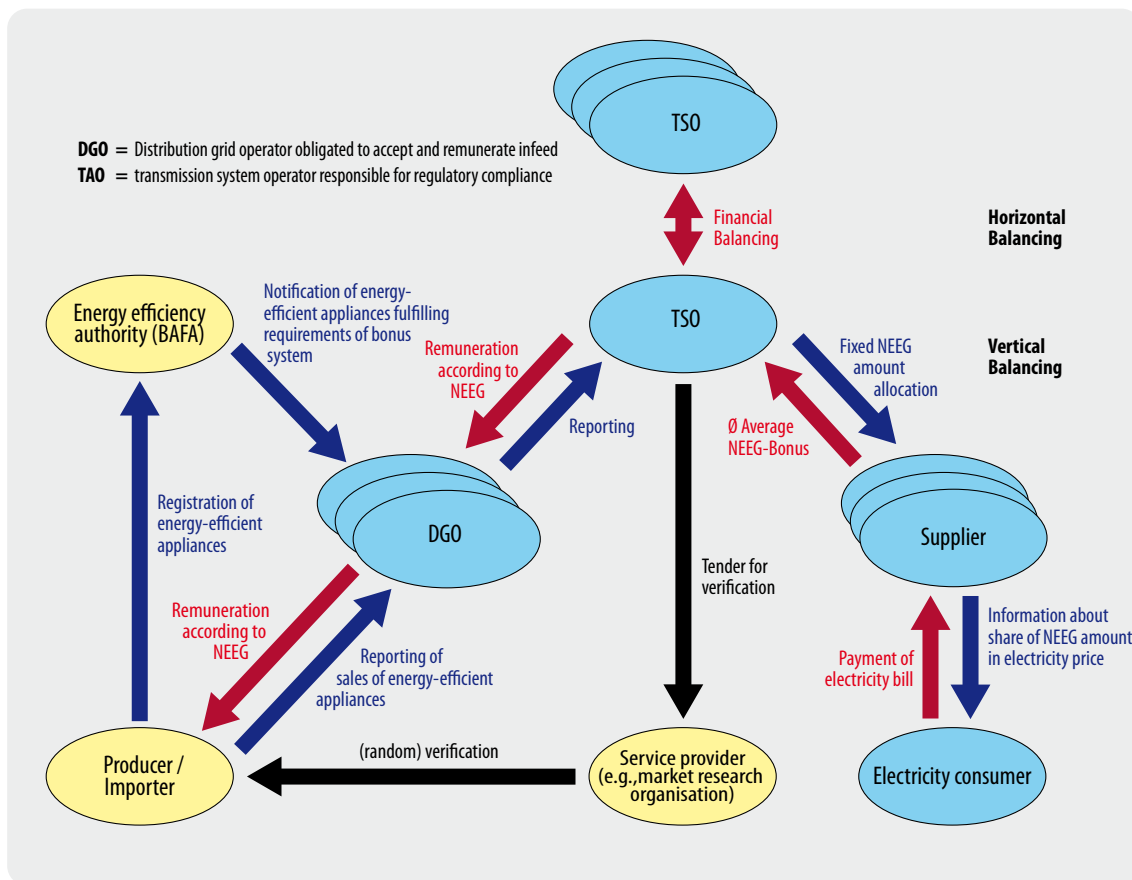 TSO
DGO = Distribution grid operator obligated to accept and remunerate infeed
TAO = transmission system operator responsible for regulatory compliance
Financial
Balancing
Horizontal
Balancing
Energy efficiency
authority (BAFA)
Notification of energy-
efficient appliances fulfilling
requirements of bonus
system
TSO
Remuneration
according to
NEEG
Reporting
Fixed NEEG
amount
allocation
Vertical
Balancing
Ø Average
NEEG-Bonus
Registration of
energy-efficient
appliances
DGO
Supplier
Tender for
verification
Remuneration
according to
NEEG
Reporting of
sales of energy-efficient
appliances
Payment of
electricity bill
Information about
share of NEEG amount
in electricity price
Producer /
Importer
(random) verification
Service provider
(e.g.,market research
organisation)
Electricity consumer